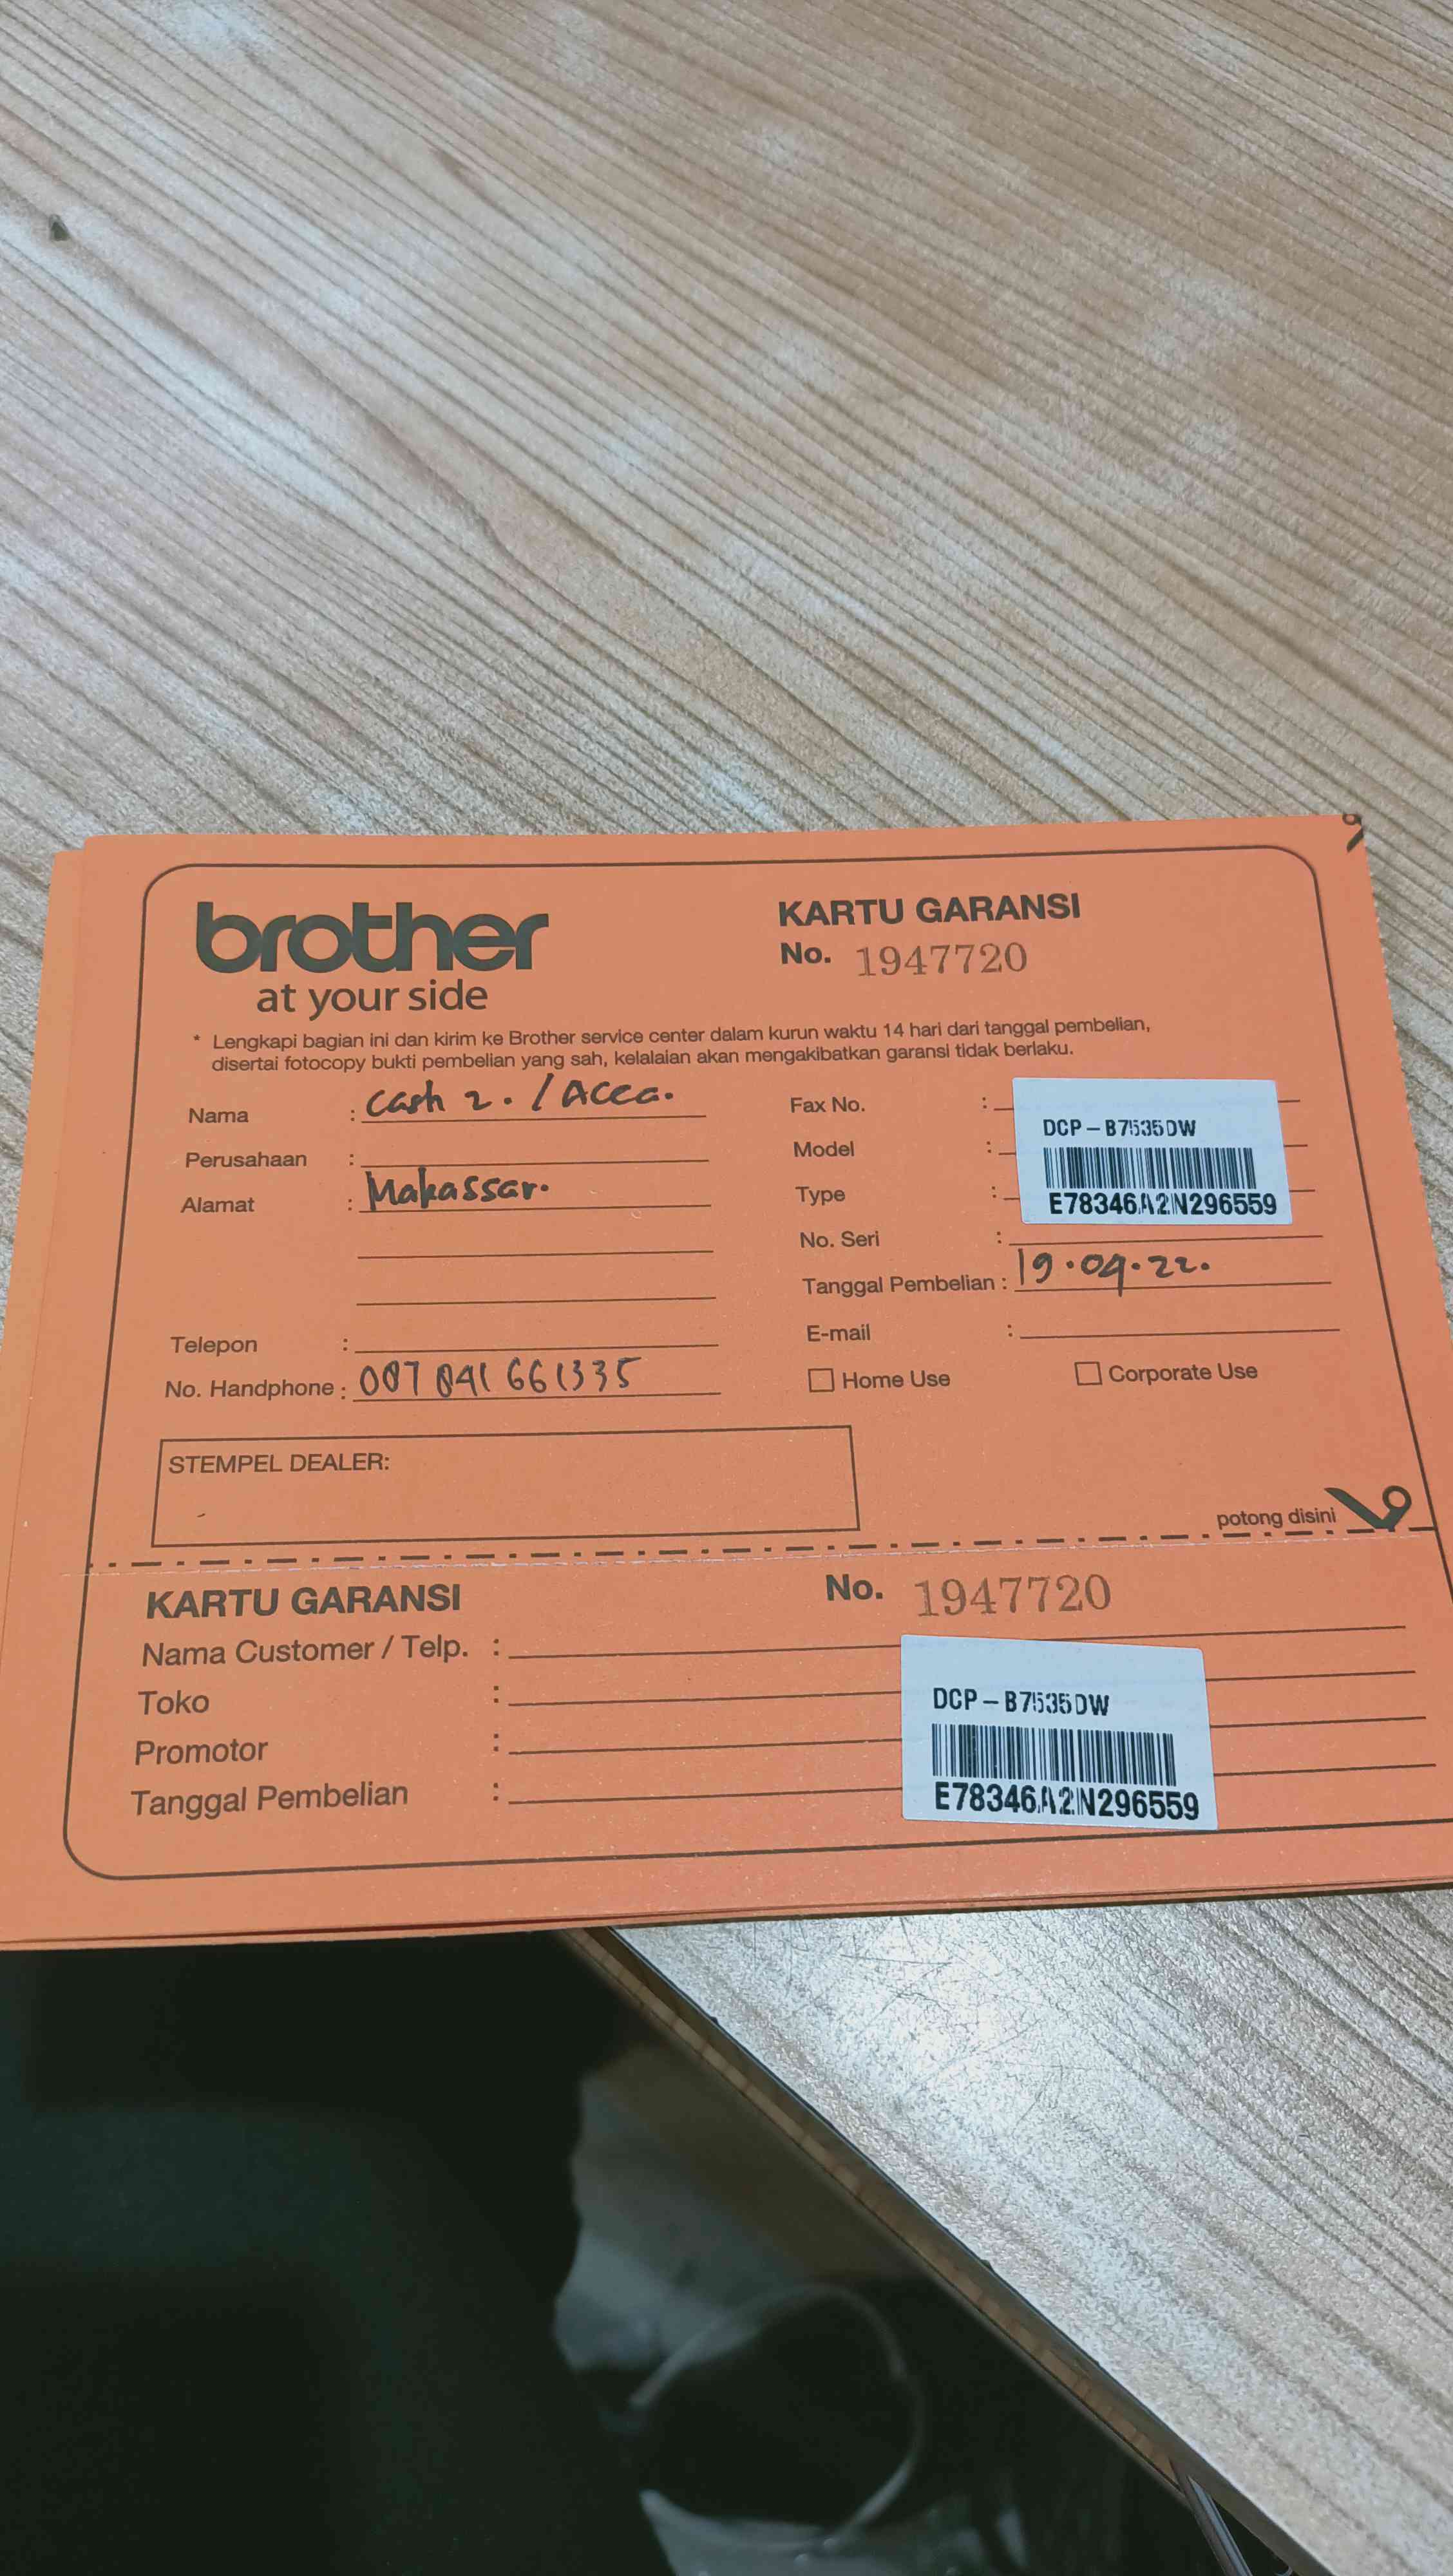 brother
at your side
KARTU GARANSI
No. 1947720
* Lengkapi bagian ini dan kirim ke Brother service center dalam kurun waktu 14 hari dari tanggal pembelian,
disertai fotocopy bukti pembelian yang sah, kelalaian akan mengakibatkan garansi tidak berlaku.
Nama : Cash 2. / Acca.
Perusahaan :
Alamat : Makassar.
Telepon :
No. Handphone : 087 841 661335
Fax No. :
Model :
Type :
DCP-B7535DW
E78346A2N296559
No. Seri :
Tanggal Pembelian : 19.09.22.
E-mail :
Home Use
Corporate Use
STEMPEL DEALER:
potong disini
KARTU GARANSI
No. 1947720
Nama Customer / Telp. :
Toko :
Promotor :
Tanggal Pembelian :
DCP-B7535DW
E78346A2N296559